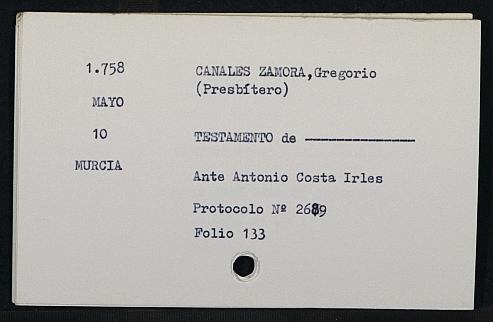 1.758
MAYO
10
MURCIA
CANALES ZAMORA,Gregorio
(Presbítero)
TESTAMENTO de ——————
Ante Antonio Costa Irles
Protocolo Nº 2689
Folio 133